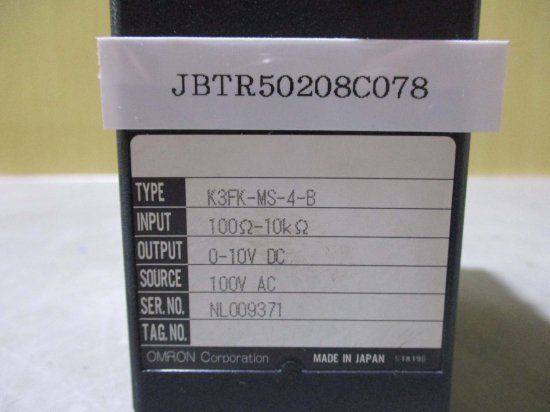 JBTR50208C078
TYPE K3FK-MS-4-B
INPUT 100Ω-10kΩ
OUTPUT 0-10V DC
SOURCE 100V AC
SER.NO. NL009371
TAG.NO.
OMRON Corporation MADE IN JAPAN